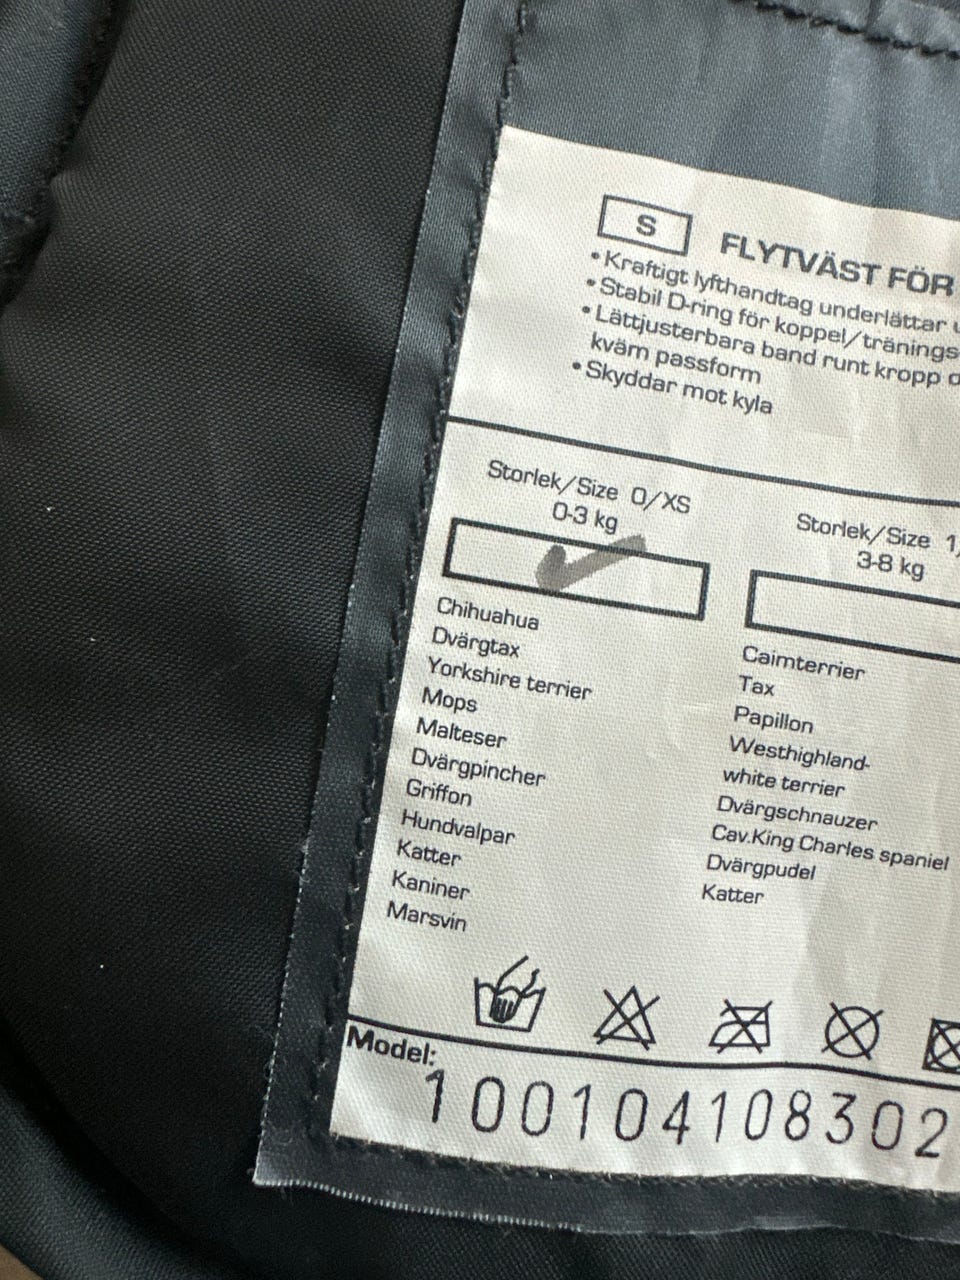 S
FLYTVÄST FÖR
• Kraftigt lyfthandtag underlättar
• Stabil D-ring för koppel/tränings-
• Lättjusterbara band runt kropp
kväm passform
• Skyddar mot kyla
Storlek/Size 0/XS
0-3 kg
Chihuahua
Dvärgtax
Yorkshire terrier
Mops
Malteser
Dvärgpincher
Griffon
Hundvalpar
Katter
Kaniner
Marsvin
Storlek/Size 1/
3-8 kg
Cairnterrier
Tax
Papillon
Westhighland-
white terrier
Dvärgschnauzer
Cav.King Charles spaniel
Dvärgpudel
Katter
Model:
100104108302